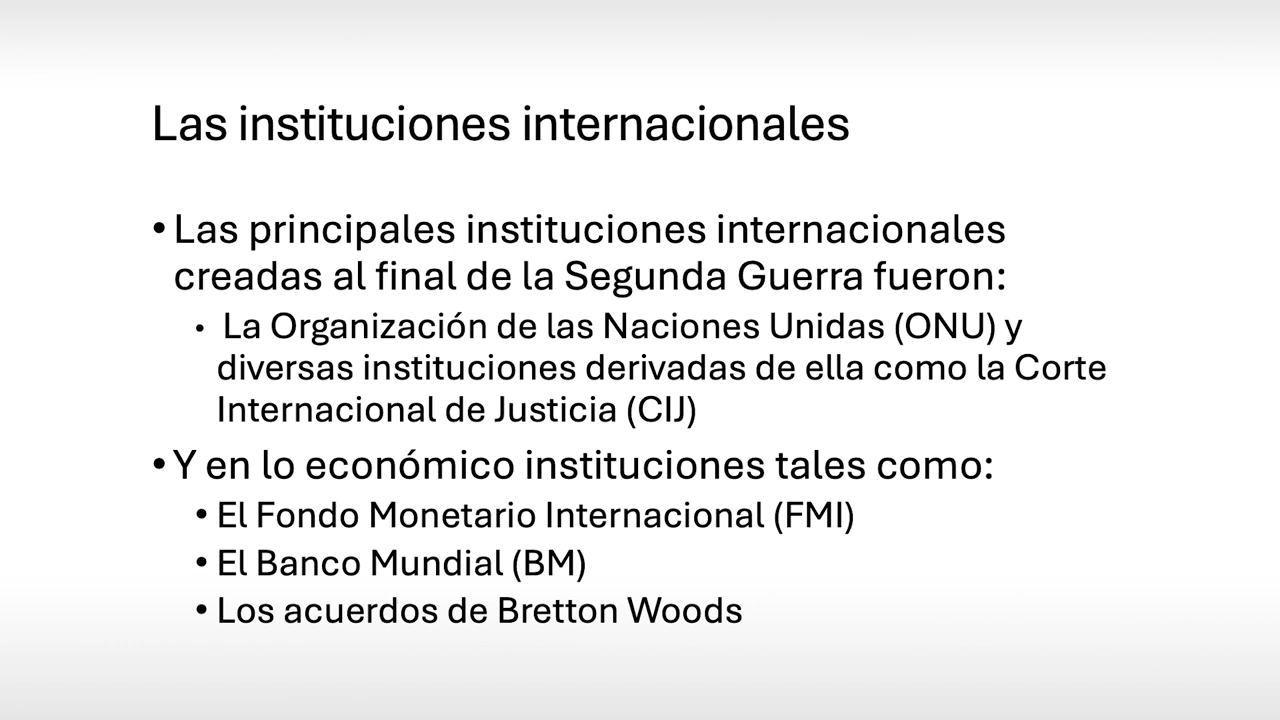 Las instituciones internacionales
• Las principales instituciones internacionales
creadas al final de la Segunda Guerra fueron:
• La Organización de las Naciones Unidas (ONU) y
diversas instituciones derivadas de ella como la Corte
Internacional de Justicia (CIJ)
• Y en lo económico instituciones tales como:
• El Fondo Monetario Internacional (FMI)
• El Banco Mundial (BM)
• Los acuerdos de Bretton Woods